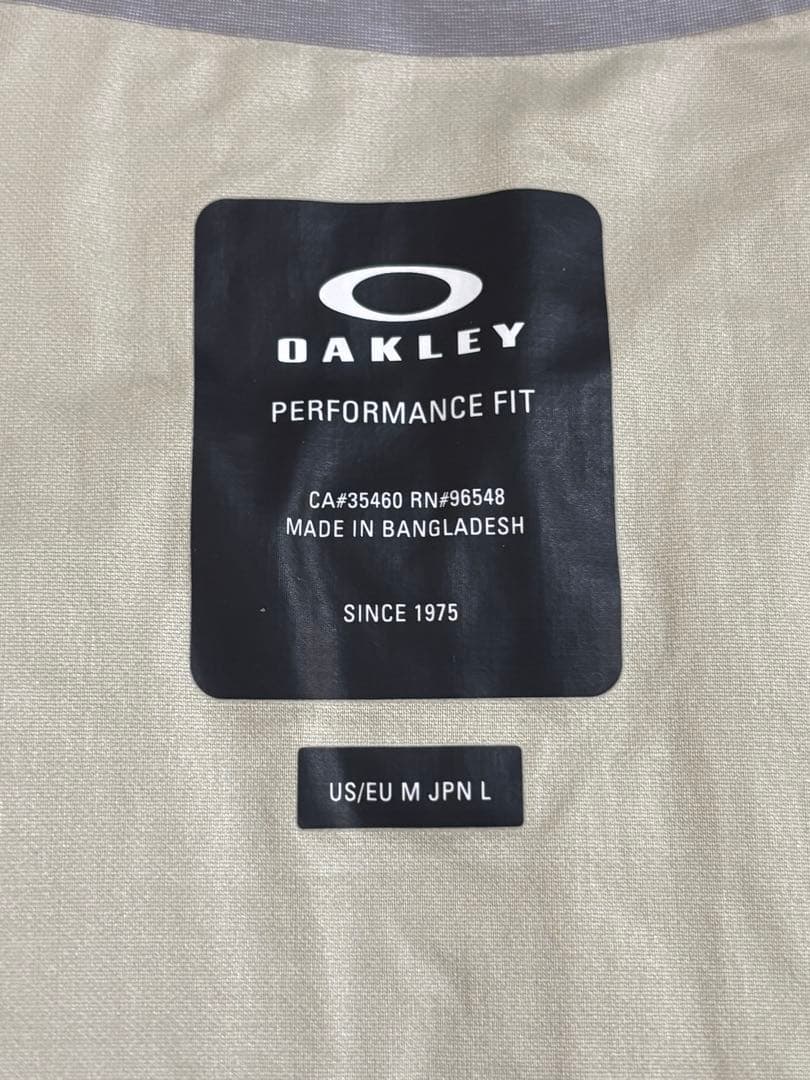 OAKLEY
PERFORMANCE FIT
CA#35460 RN#96548
MADE IN BANGLADESH
SINCE 1975
US/EU M JPN L